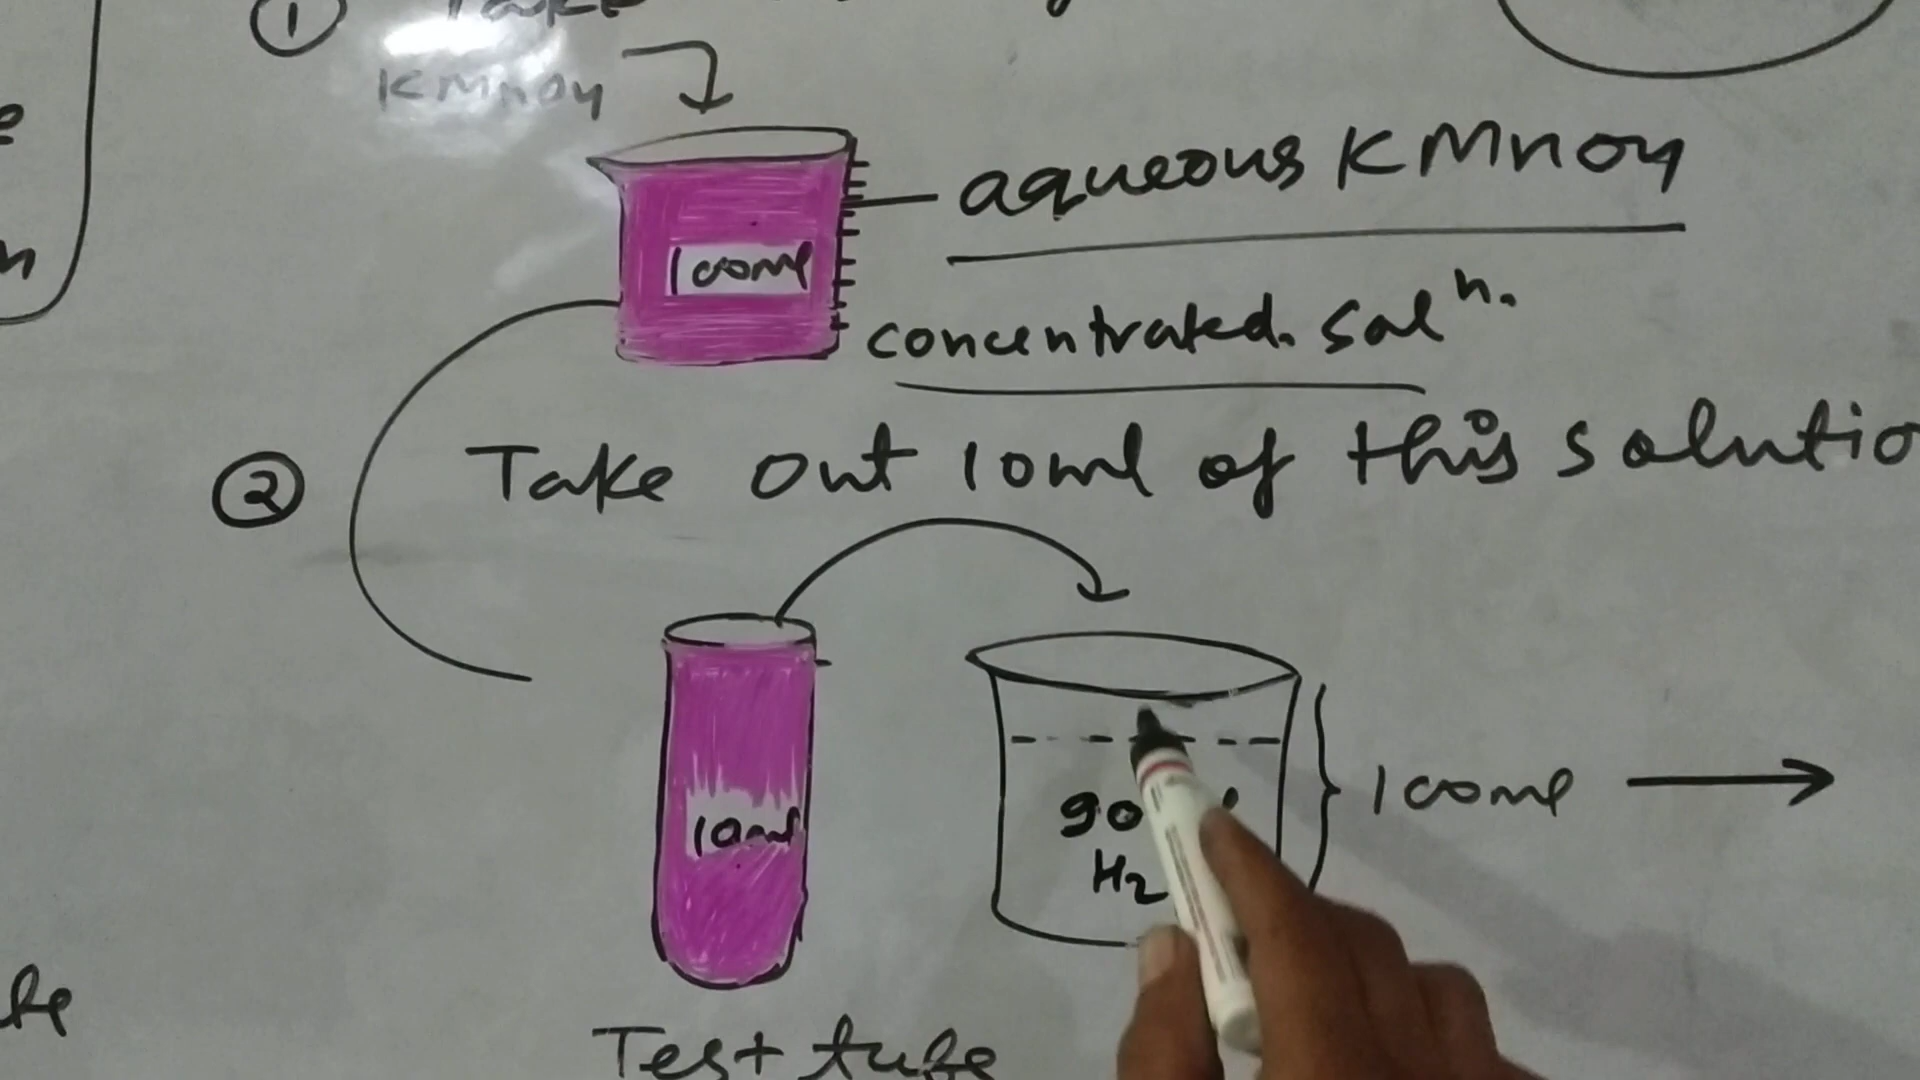 ① Take
KMnO4
100ml
aqueous KMnO4
concentrated. solⁿ.
② Take out 10ml of this solutio
10ml
90
H2
100ml
Test tube